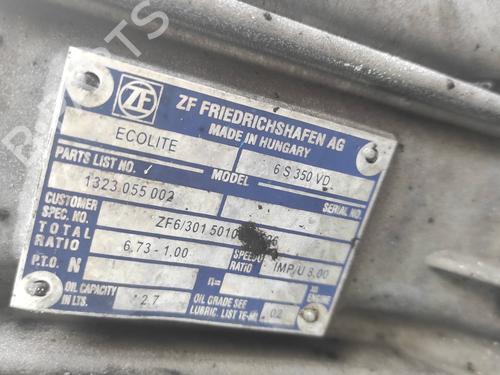 ZF
ZF FRIEDRICHSHAFEN AG
MADE IN HUNGARY
ECOLITE
6 S 350 VD
PARTS LIST NO.
MODEL
1323 055 002
SERIAL NO.
CUSTOMER
SPEC. NO.
ZF6/301 5010
TOTAL
RATIO
6.73 - 1.00
SPEEDO
RATIO
IMP/U 8.00
P.T.O.
N
n=
x
ENGINE
OIL CAPACITY
IN LTS.
2.7
OIL GRADE SEE
LUBRIC. LIST TE-ML
02
PARTS